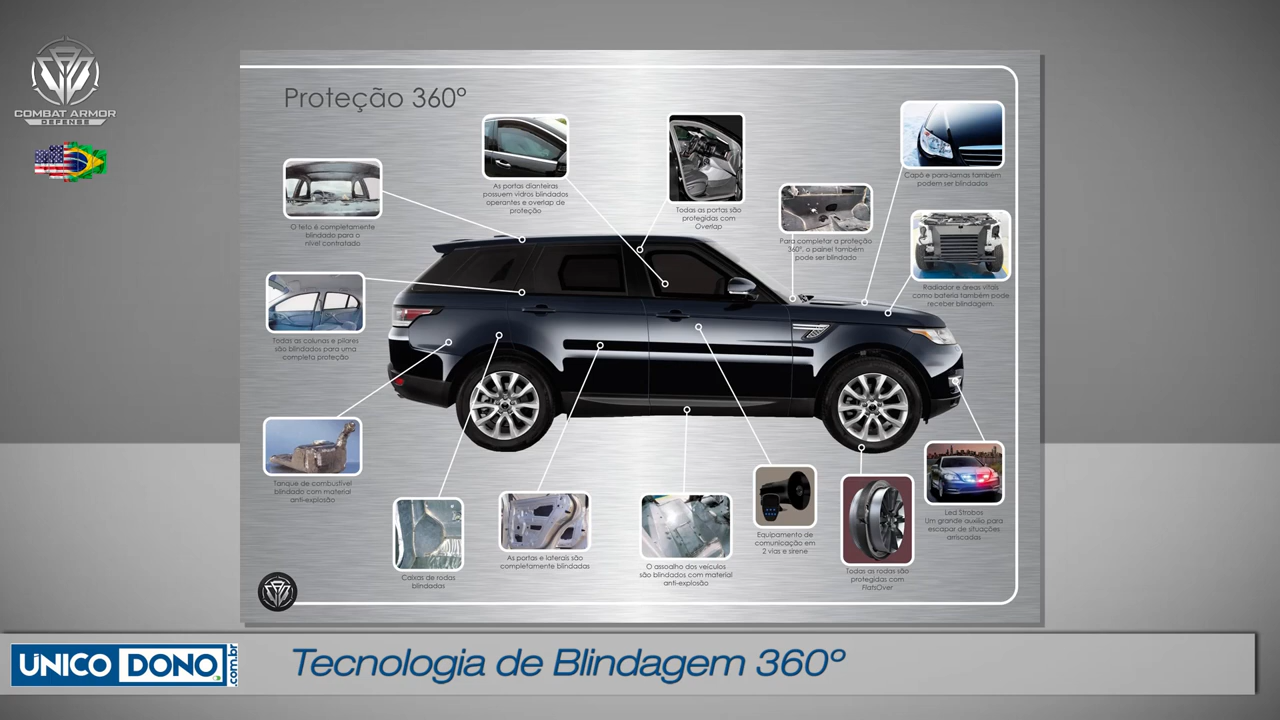 COMBAT ARMOR
DEFENSE
Proteção 360º
As portas dianteiras
possuem vidros blindados
operantes e overlap de
proteção
Todas as portas são
protegidas com
Overlap
Capô e para-lamas também
podem ser blindados
O teto é completamente
blindado para o
nível contratado
Para completar a proteção
360º, o painel também
pode ser blindado
Radiador e áreas vitais
como bateria também pode
receber blindagem.
Todas as colunas e pilares
são blindados para uma
completa proteção
Tanque de combustível
blindado com material
anti-explosão
Caixas de rodas
blindadas
As portas e laterais são
completamente blindadas
O assoalho dos veículos
são blindados com material
anti-explosão
Equipamento de
comunicação em
2 vias e sirene
Todas as rodas são
protegidas com
FlatsOver
Led Strobos
Um grande auxílio para
escapar de situações
arriscadas
ÚNICO DONO .com.br
Tecnologia de Blindagem 360º